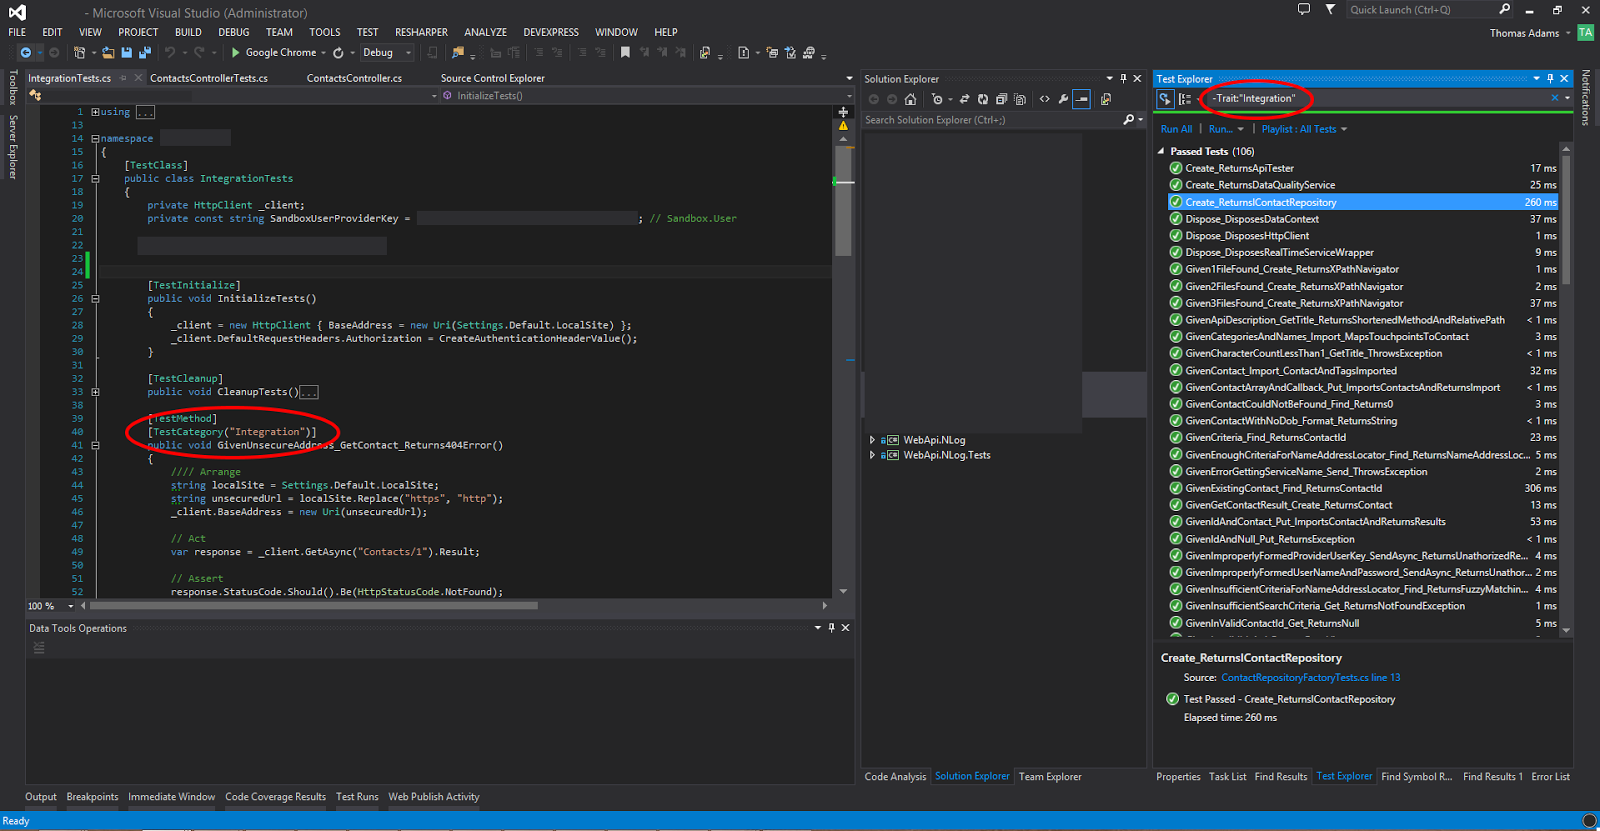 - Microsoft Visual Studio (Administrator)
Quick Launch (Ctrl+Q)
FILE EDIT VIEW PROJECT BUILD DEBUG TEAM TOOLS TEST RESHARPER ANALYZE DEVEXPRESS WINDOW HELP
Thomas Adams TA
Google Chrome Debug
Toolbox
Server Explorer
IntegrationTests.cs ContactsControllerTests.cs ContactsController.cs Source Control Explorer
InitializeTests()
1 using ...
13
14 namespace
15 {
16 [TestClass]
17 public class IntegrationTests
18 {
19 private HttpClient _client;
20 private const string SandboxUserProviderKey = ; // Sandbox.User
21
22
23
24
25 [TestInitialize]
26 public void InitializeTests()
27 {
28 _client = new HttpClient { BaseAddress = new Uri(Settings.Default.LocalSite) };
29 _client.DefaultRequestHeaders.Authorization = CreateAuthenticationHeaderValue();
30 }
31
32 [TestCleanup]
33 public void CleanupTests()...
38
39 [TestMethod]
40 [TestCategory("Integration")]
41 public void GivenUnsecureAddress_GetContact_Returns404Error()
42 {
43 //// Arrange
44 string localSite = Settings.Default.LocalSite;
45 string unsecuredUrl = localSite.Replace("https", "http");
46 _client.BaseAddress = new Uri(unsecuredUrl);
47
48 // Act
49 var response = _client.GetAsync("Contacts/1").Result;
50
51 // Assert
52 response.StatusCode.Should().Be(HttpStatusCode.NotFound);
100 %
Data Tools Operations
Output Breakpoints Immediate Window Code Coverage Results Test Runs Web Publish Activity
Ready
Solution Explorer
Search Solution Explorer (Ctrl+;)
WebApi.NLog
WebApi.NLog.Tests
Code Analysis Solution Explorer Team Explorer
Test Explorer
-Trait:"Integration"
Run All Run... Playlist : All Tests
Passed Tests (106)
Create_ReturnsApiTester 17 ms
Create_ReturnsDataQualityService 25 ms
Create_ReturnsIContactRepository 260 ms
Dispose_DisposesDataContext 37 ms
Dispose_DisposesHttpClient 1 ms
Dispose_DisposesRealTimeServiceWrapper 9 ms
Given1FileFound_Create_ReturnsXPathNavigator 1 ms
Given2FilesFound_Create_ReturnsXPathNavigator 2 ms
Given3FilesFound_Create_ReturnsXPathNavigator 37 ms
GivenApiDescription_GetTitle_ReturnsShortenedMethodAndRelativePath < 1 ms
GivenCategoriesAndNames_Import_MapsTouchpointsToContact 3 ms
GivenCharacterCountLessThan1_GetTitle_ThrowsException < 1 ms
GivenContact_Import_ContactAndTagsImported 32 ms
GivenContactArrayAndCallback_Put_ImportsContactsAndReturnsImport < 1 ms
GivenContactCouldNotBeFound_Find_Returns0 3 ms
GivenContactWithNoDob_Format_ReturnsString < 1 ms
GivenCriteria_Find_ReturnsContactId 23 ms
GivenEnoughCriteriaForNameAddressLocator_Find_ReturnsNameAddressLoc... 5 ms
GivenErrorGettingServiceName_Send_ThrowsException 2 ms
GivenExistingContact_Find_ReturnsContactId 306 ms
GivenGetContactResult_Create_ReturnsContact 13 ms
GivenIdAndContact_Put_ImportsContactAndReturnsResults 53 ms
GivenIdAndNull_Put_ReturnsException < 1 ms
GivenImproperlyFormedProviderUserKey_SendAsync_ReturnsUnathorizedRe... 4 ms
GivenImproperlyFormedUserNameAndPassword_SendAsync_ReturnsUnathor... 2 ms
GivenInsufficientCriteriaForNameAddressLocator_Find_ReturnsFuzzyMatchin... 4 ms
GivenInsufficientSearchCriteria_Get_ReturnsNotFoundException 1 ms
GivenInValidContactId_Get_ReturnsNull 5 ms
Create_ReturnsIContactRepository
Source: ContactRepositoryFactoryTests.cs line 13
Test Passed - Create_ReturnsIContactRepository
Elapsed time: 260 ms
Properties Task List Find Results Test Explorer Find Symbol R... Find Results 1 Error List
Notifications